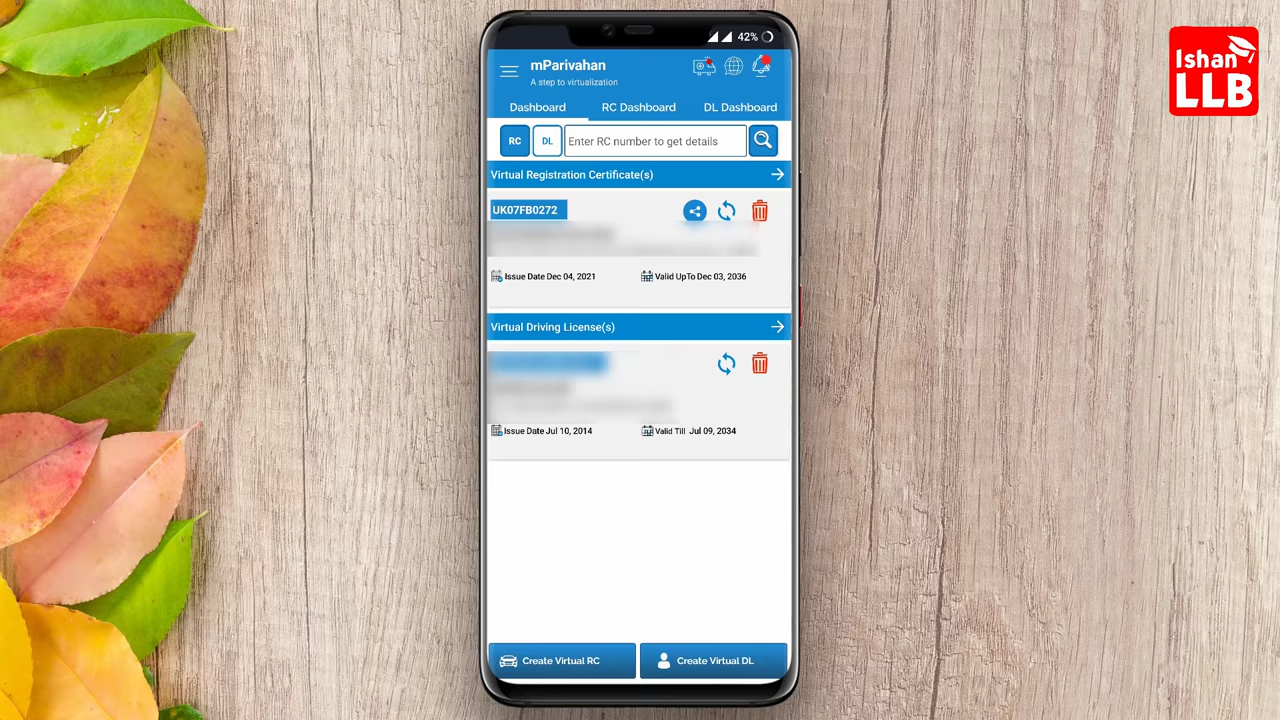 Ishan
LLB
42%
mParivahan
A step to virtualization
Dashboard
RC Dashboard
DL Dashboard
RC
DL
Enter RC number to get details
Virtual Registration Certificate(s)
UK07FB0272
Issue Date Dec 04, 2021
Valid UpTo Dec 03, 2036
Virtual Driving License(s)
Issue Date Jul 10, 2014
Valid Till Jul 09, 2034
Create Virtual RC
Create Virtual DL